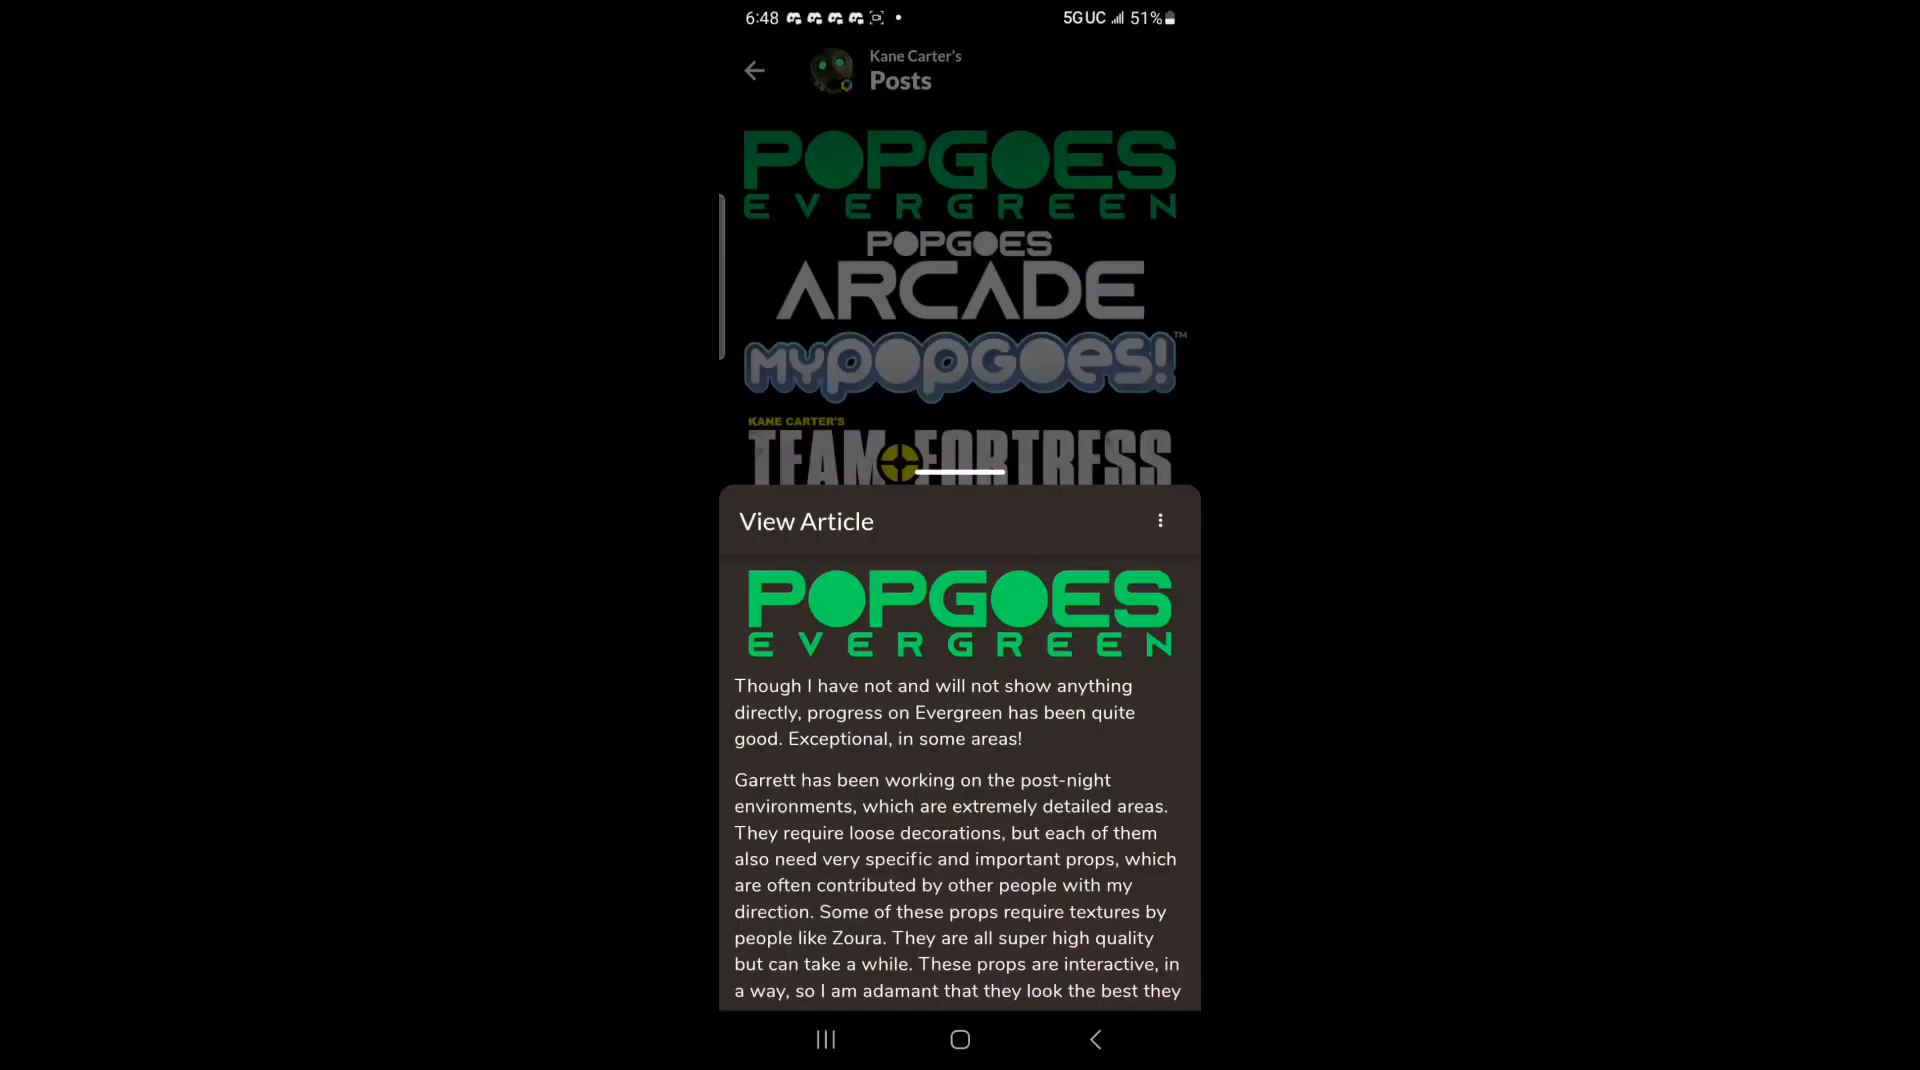 6:48 5G UC 51%
Kane Carter's
Posts
POPGOES
EVERGREEN
POPGOES
ARCADE
MYPOPGOES!™
KANE CARTER'S
TEAM FORTRESS
View Article
POPGOES
EVERGREEN
Though I have not and will not show anything
directly, progress on Evergreen has been quite
good. Exceptional, in some areas!
Garrett has been working on the post-night
environments, which are extremely detailed areas.
They require loose decorations, but each of them
also need very specific and important props, which
are often contributed by other people with my
direction. Some of these props require textures by
people like Zoura. They are all super high quality
but can take a while. These props are interactive, in
a way, so I am adamant that they look the best they